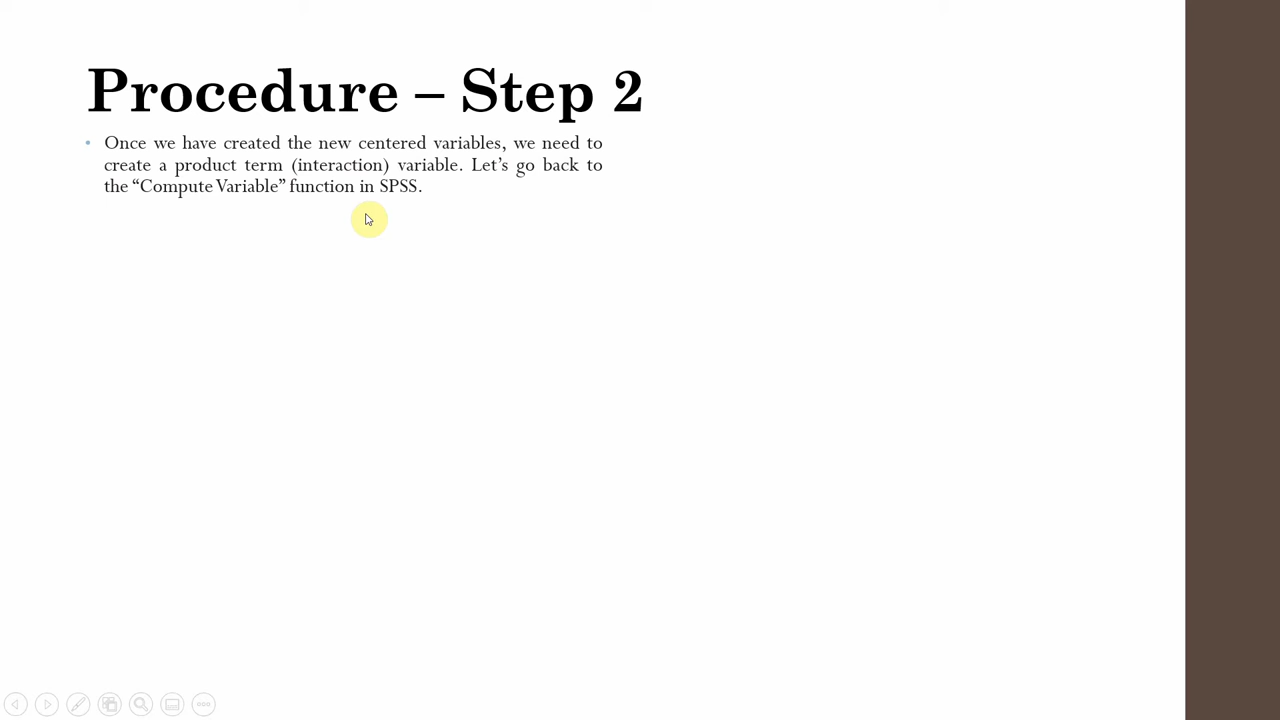 Procedure – Step 2
• Once we have created the new centered variables, we need to
create a product term (interaction) variable. Let’s go back to
the “Compute Variable” function in SPSS.